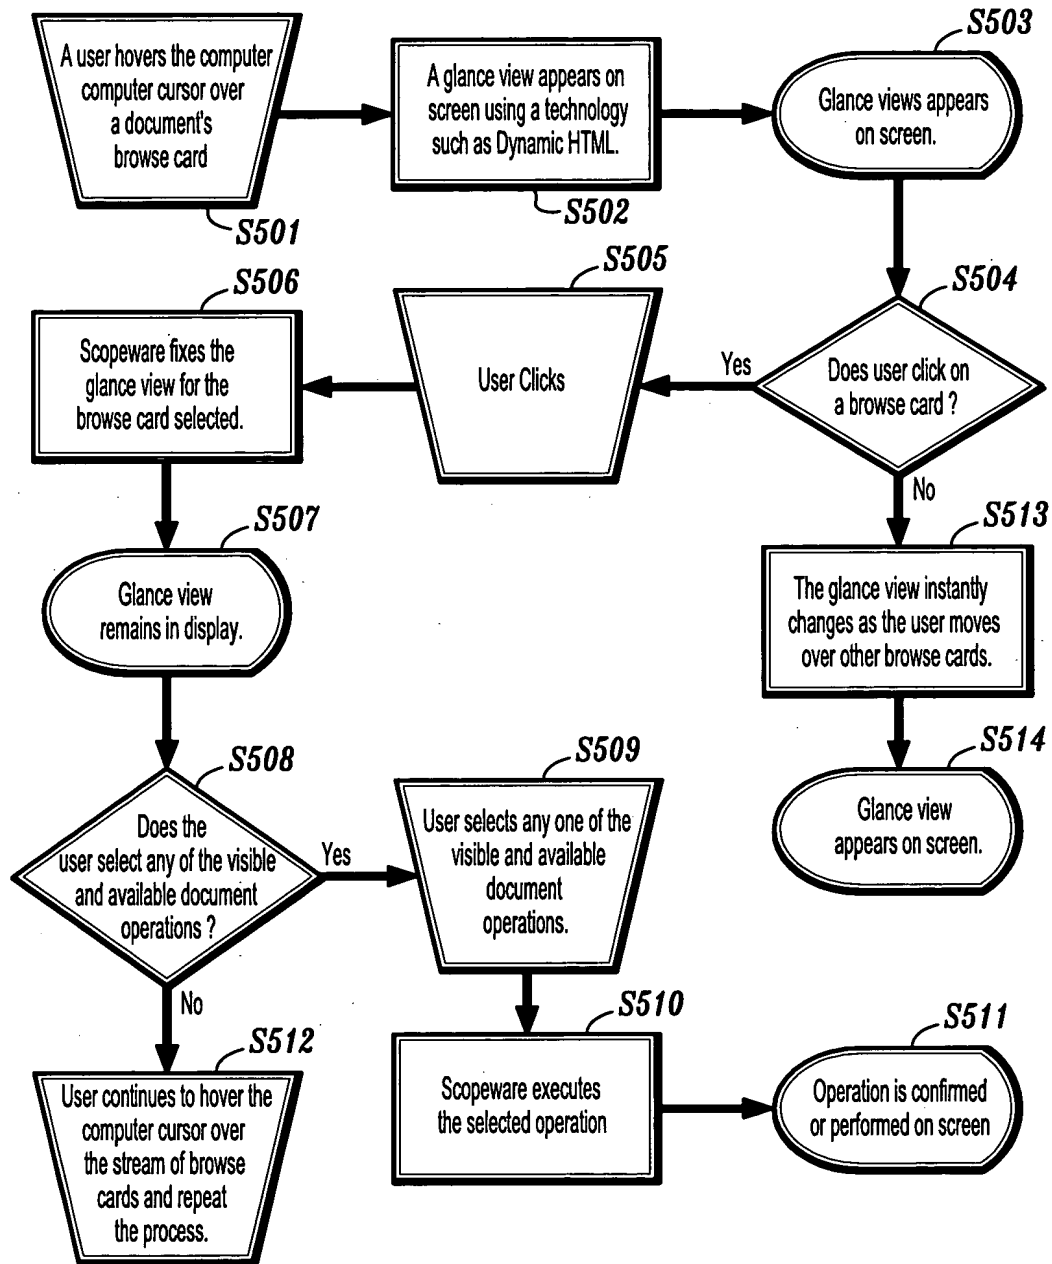 S503
A user hovers the computer
computer cursor over
a document's
browse card
A glance view appears on
screen using a technology
such as Dynamic HTML.
Glance views appears
on screen.
S501
S502
S506
S505
S504
Scopeware fixes the
glance view for the
browse card selected.
User Clicks
Yes
Does user click on
a browse card ?
No
S507
S513
Glance view
remains in display.
The glance view instantly
changes as the user moves
over other browse cards.
S508
S509
S514
Does the
user select any of the visible
and available document
operations ?
Yes
User selects any one of the
visible and available
document
operations.
Glance view
appears on screen.
No
S512
S510
S511
User continues to hover the
computer cursor over
the stream of browse
cards and repeat
the process.
Scopeware executes
the selected operation
Operation is confirmed
or performed on screen